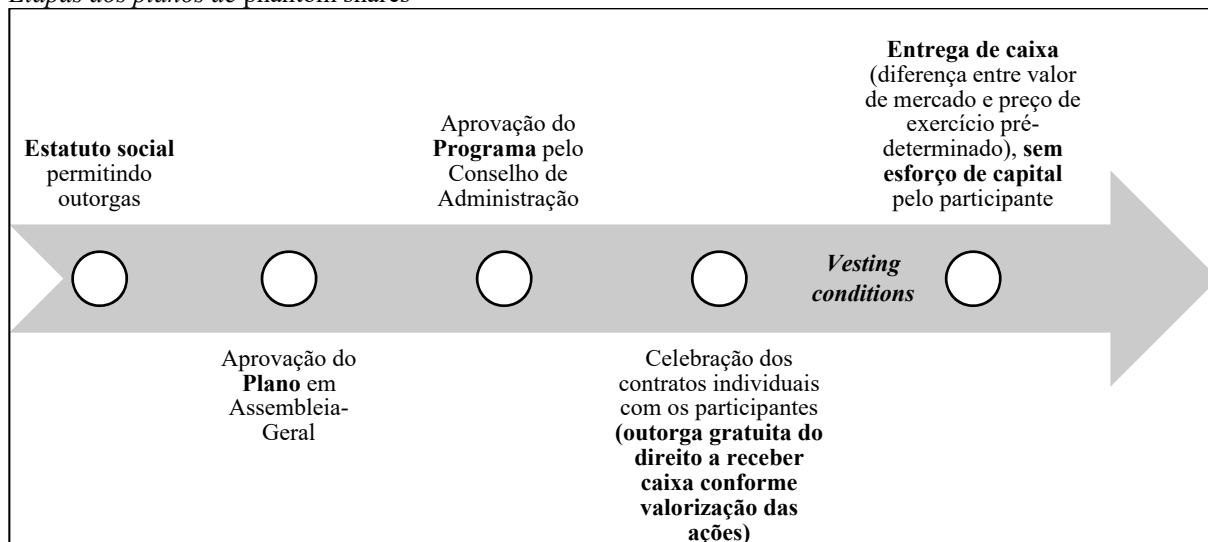 Etapas dos planos de phantom shares
Estatuto social
permitindo
outorgas
Aprovação do
Plano em
Assembleia-
Geral
Aprovação do
Programa pelo
Conselho de
Administração
Celebração dos
contratos individuais
com os participantes
(outorga gratuita do
direito a receber
caixa conforme
valorização das
ações)
Vesting
conditions
Entrega de caixa
(diferença entre valor
de mercado e preço de
exercício pré-
determinado), sem
esforço de capital
pelo participante